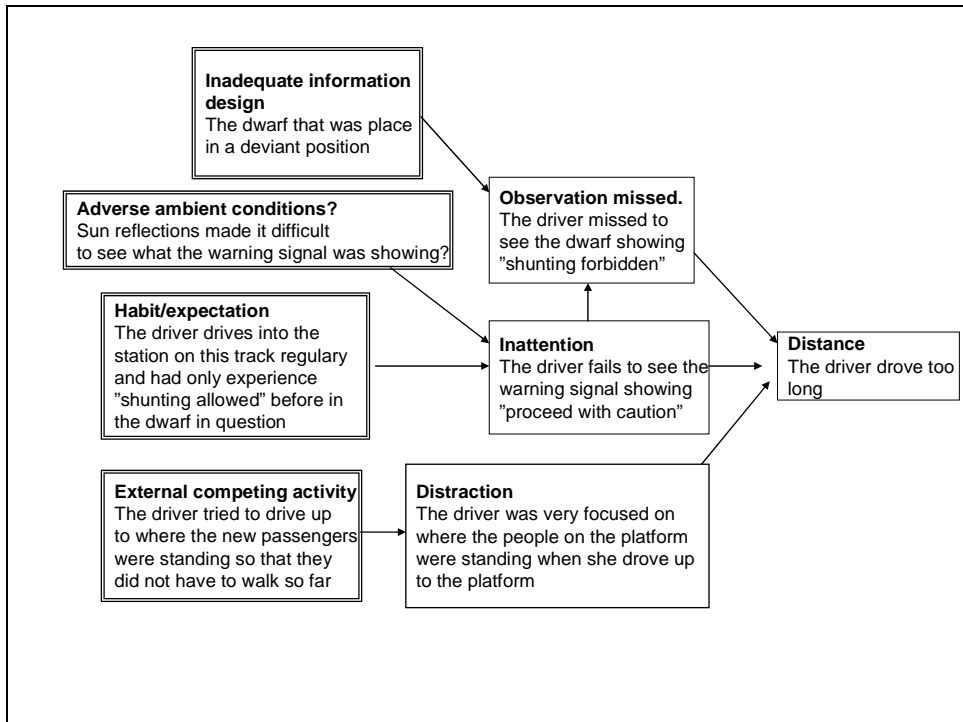 Inadequate information
design
The dwarf that was place
in a deviant position
Adverse ambient conditions?
Sun reflections made it difficult
to see what the warning signal was showing?
Observation missed.
The driver missed to
see the dwarf showing
”shunting forbidden”
Habit/expectation
The driver drives into the
station on this track regulary
and had only experience
”shunting allowed” before in
the dwarf in question
Inattention
The driver fails to see the
warning signal showing
”proceed with caution”
Distance
The driver drove too
long
External competing activity
The driver tried to drive up
to where the new passengers
were standing so that they
did not have to walk so far
Distraction
The driver was very focused on
where the people on the platform
were standing when she drove up
to the platform